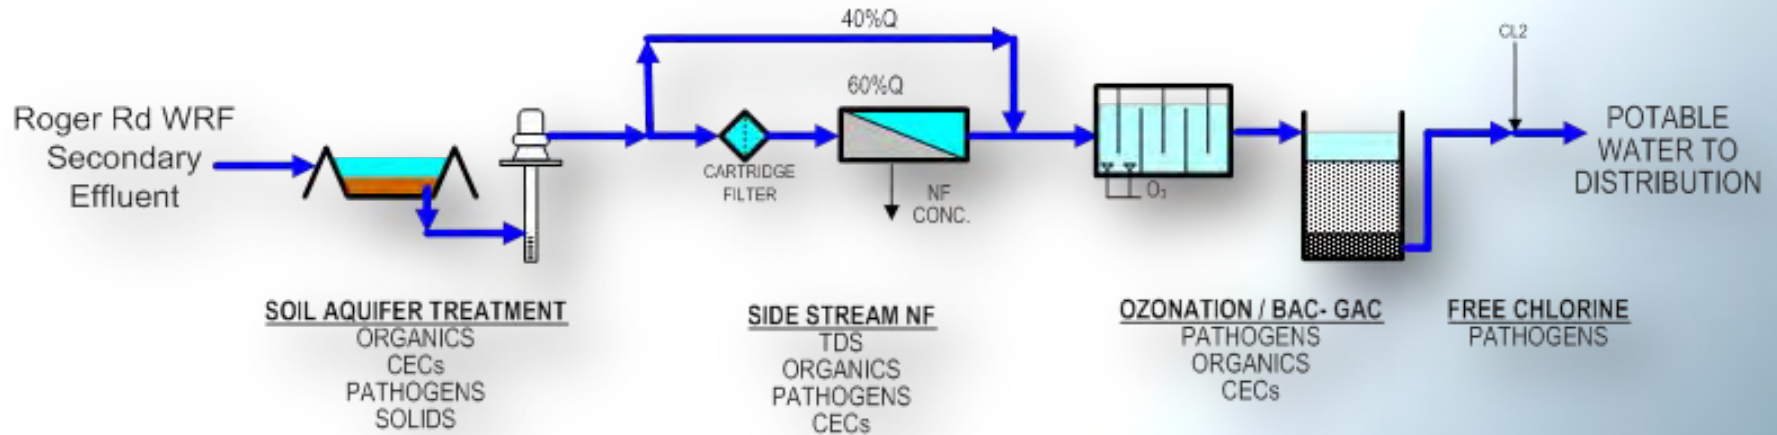 40%Q
CL2
60%Q
Roger Rd WRF
Secondary
Effluent
POTABLE
WATER TO
DISTRIBUTION
CARTRIDGE
FILTER
NF
CONC.
O₃
SOIL AQUIFER TREATMENT
ORGANICS
CECs
PATHOGENS
SOLIDS
SIDE STREAM NF
TDS
ORGANICS
PATHOGENS
CECs
OZONATION / BAC- GAC
PATHOGENS
ORGANICS
CECs
FREE CHLORINE
PATHOGENS